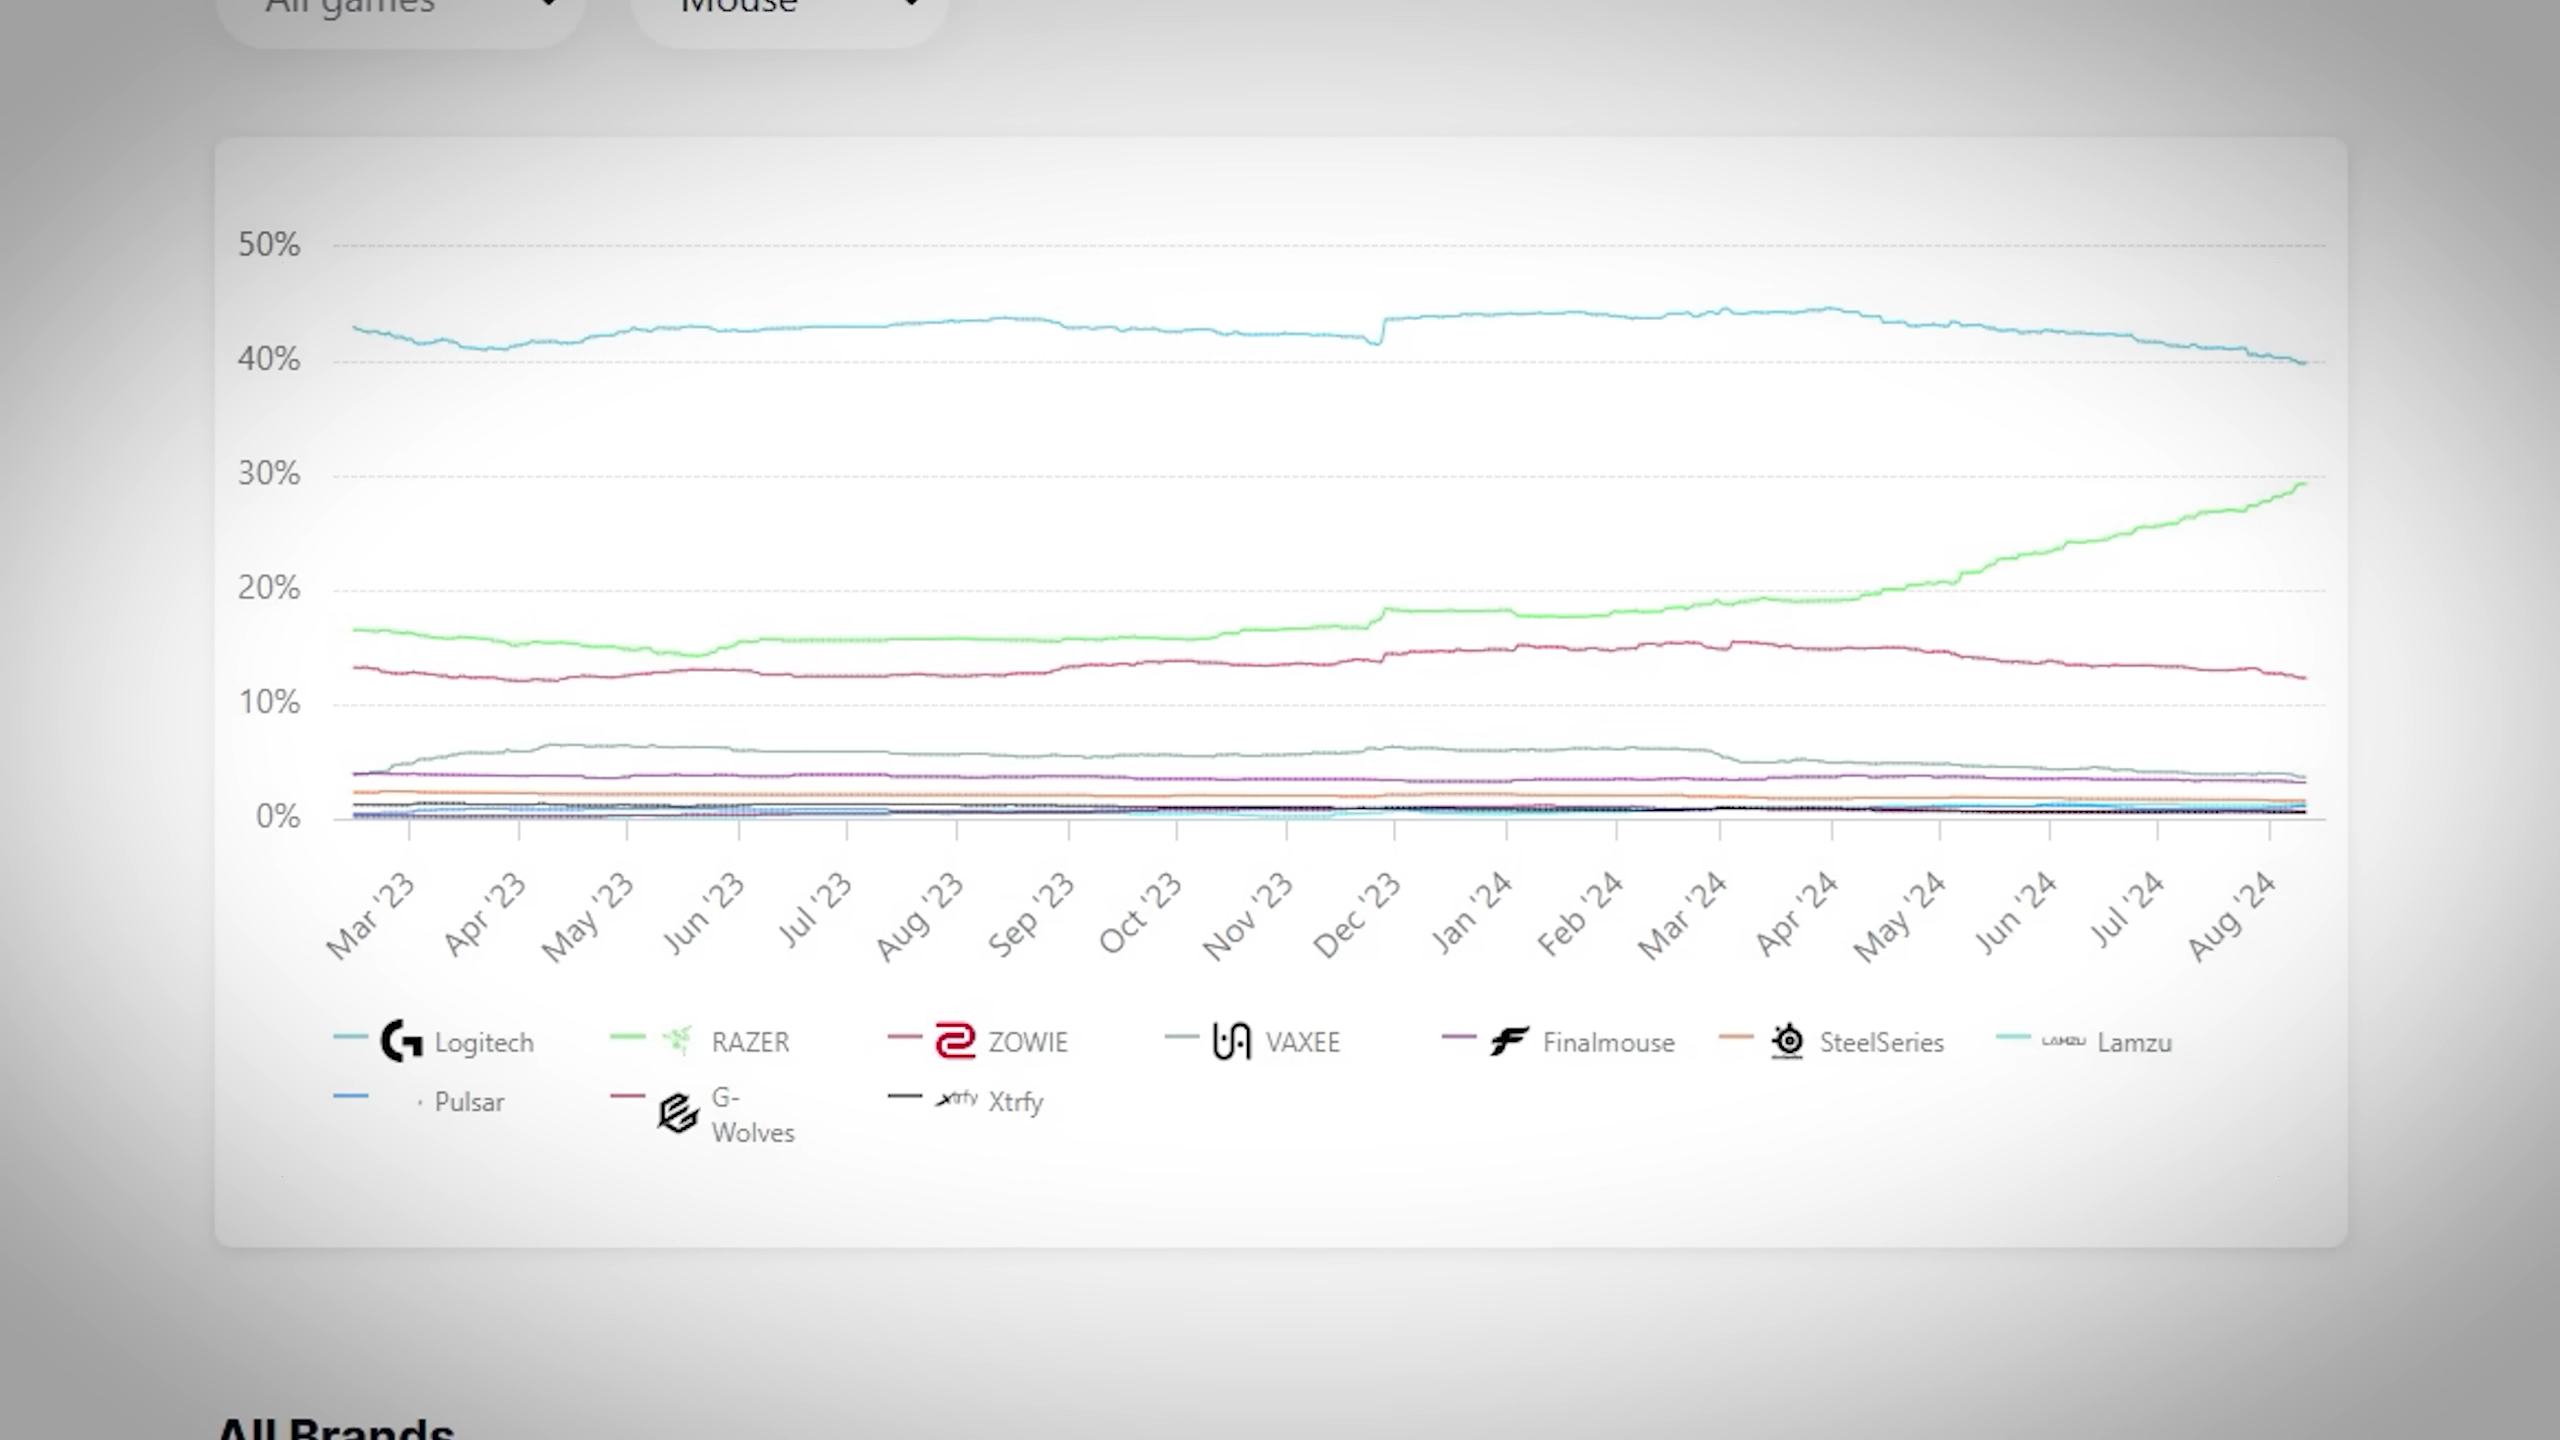 All games Mouse
50%
40%
30%
20%
10%
0%
Mar '23 Apr '23 May '23 Jun '23 Jul '23 Aug '23 Sep '23 Oct '23 Nov '23 Dec '23 Jan '24 Feb '24 Mar '24 Apr '24 May '24 Jun '24 Jul '24 Aug '24
Logitech RAZER ZOWIE VAXEE Finalmouse SteelSeries LAMZU Lamzu
Pulsar G-
Wolves xtrfy Xtrfy
All Brands